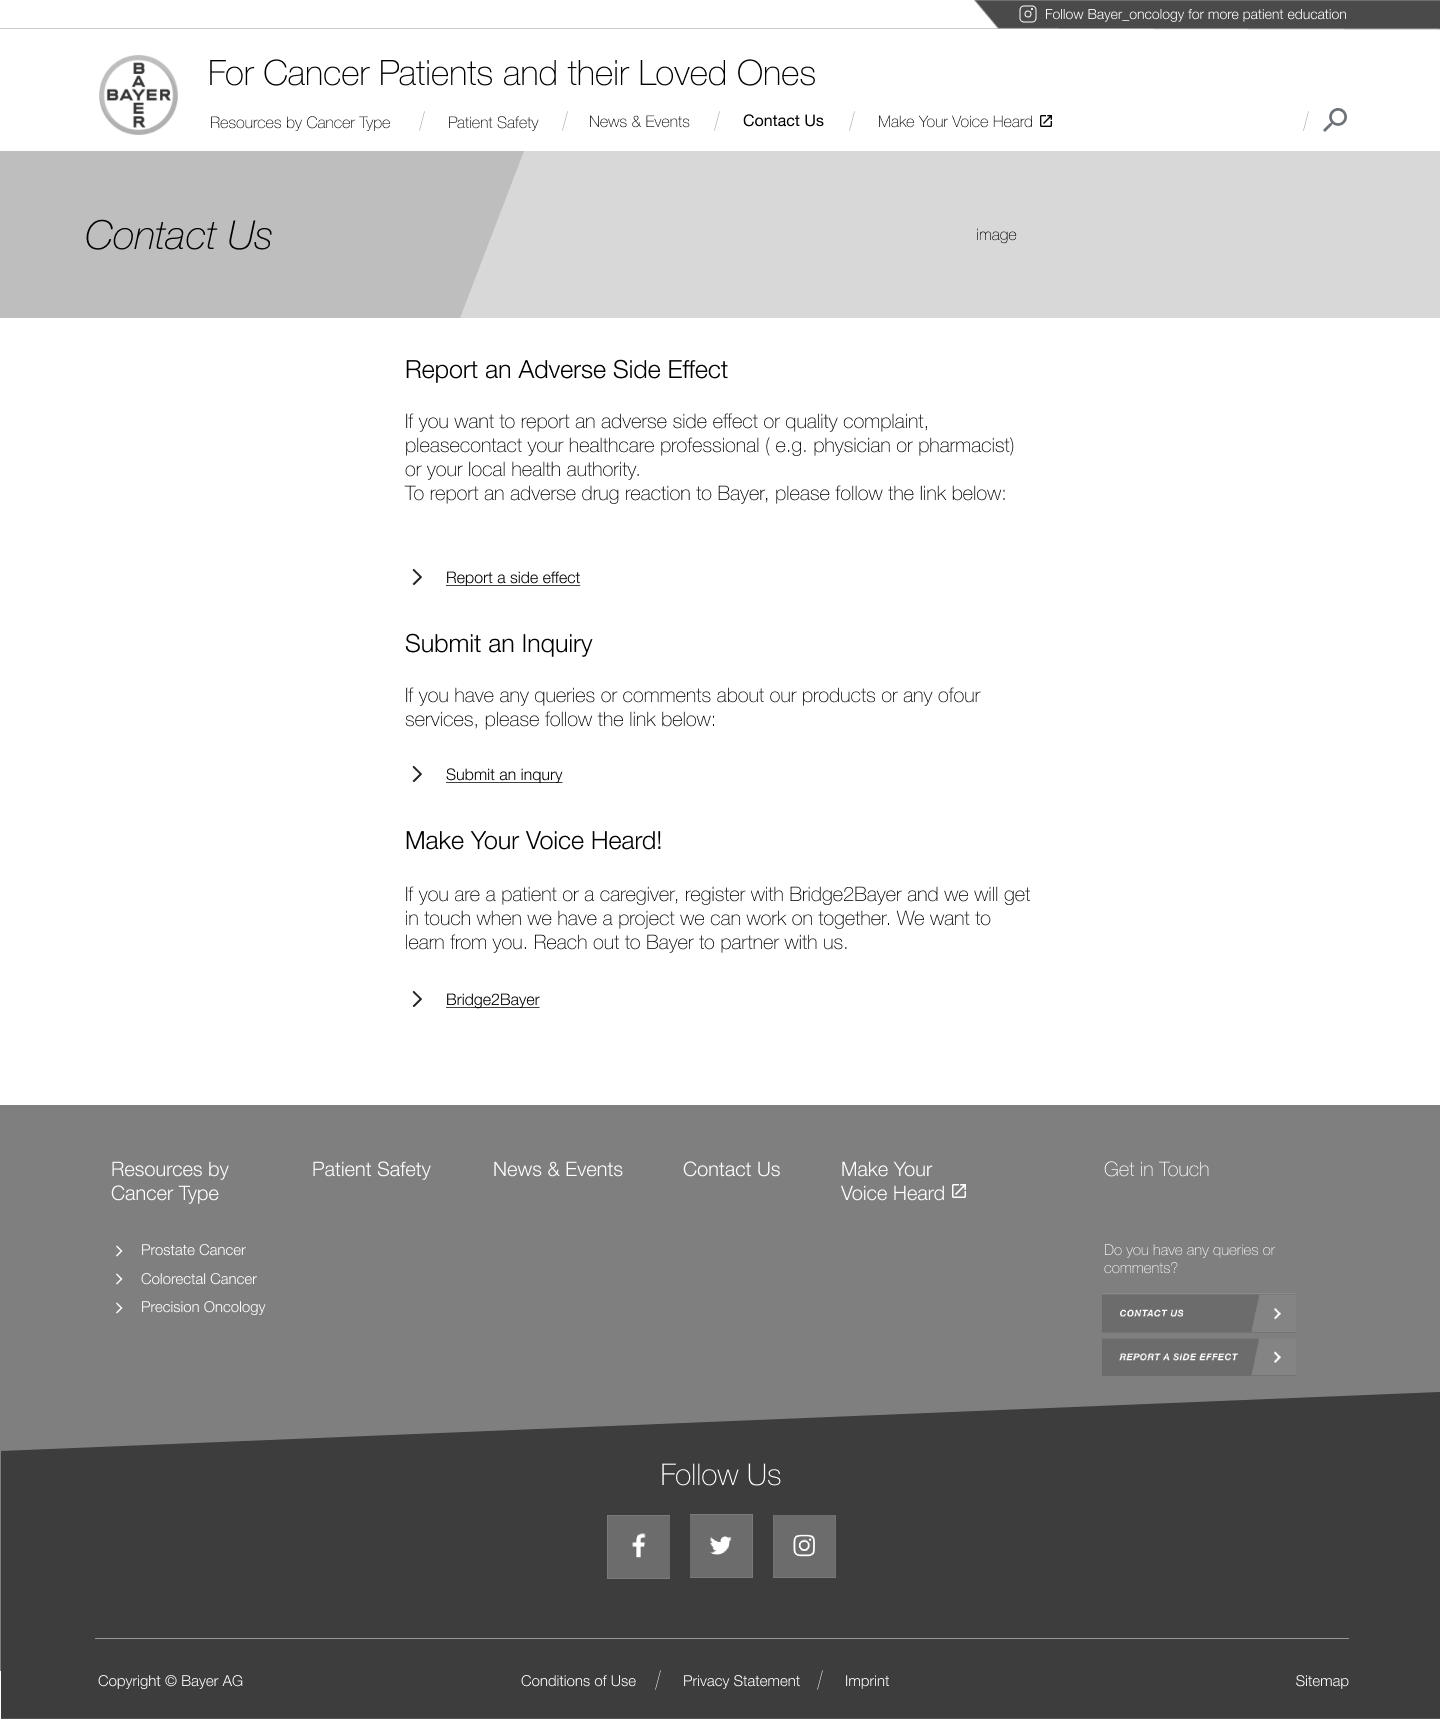 Follow Bayer_oncology for more patient education
BAYER
BAYER
For Cancer Patients and their Loved Ones
Resources by Cancer Type / Patient Safety / News & Events / Contact Us / Make Your Voice Heard
Contact Us
image
Report an Adverse Side Effect
If you want to report an adverse side effect or quality complaint,
pleasecontact your healthcare professional ( e.g. physician or pharmacist)
or your local health authority.
To report an adverse drug reaction to Bayer, please follow the link below:
Report a side effect
Submit an Inquiry
If you have any queries or comments about our products or any ofour
services, please follow the link below:
Submit an inqury
Make Your Voice Heard!
If you are a patient or a caregiver, register with Bridge2Bayer and we will get
in touch when we have a project we can work on together. We want to
learn from you. Reach out to Bayer to partner with us.
Bridge2Bayer
Resources by
Cancer Type
Prostate Cancer
Colorectal Cancer
Precision Oncology
Patient Safety
News & Events
Contact Us
Make Your
Voice Heard
Get in Touch
Do you have any queries or
comments?
CONTACT US
REPORT A SIDE EFFECT
Follow Us
Copyright © Bayer AG
Conditions of Use / Privacy Statement / Imprint
Sitemap